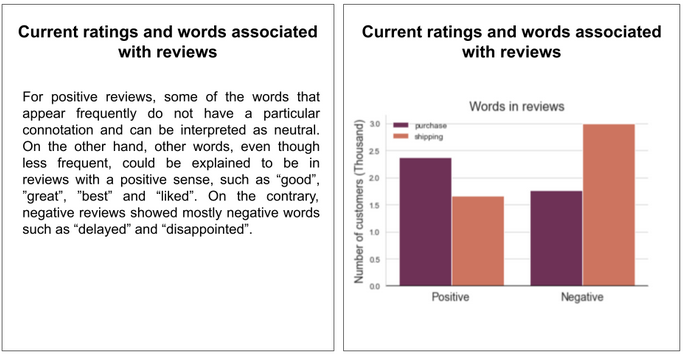 Current ratings and words associated
with reviews
For positive reviews, some of the words that
appear frequently do not have a particular
connotation and can be interpreted as neutral.
On the other hand, other words, even though
less frequent, could be explained to be in
reviews with a positive sense, such as “good”,
”great”, ”best” and “liked”. On the contrary,
negative reviews showed mostly negative words
such as “delayed” and “disappointed”.
Current ratings and words associated
with reviews
Words in reviews
Number of customers (Thousand)
3.0
2.5
2.0
1.5
1.0
0.5
0.0
purchase
shipping
Positive
Negative